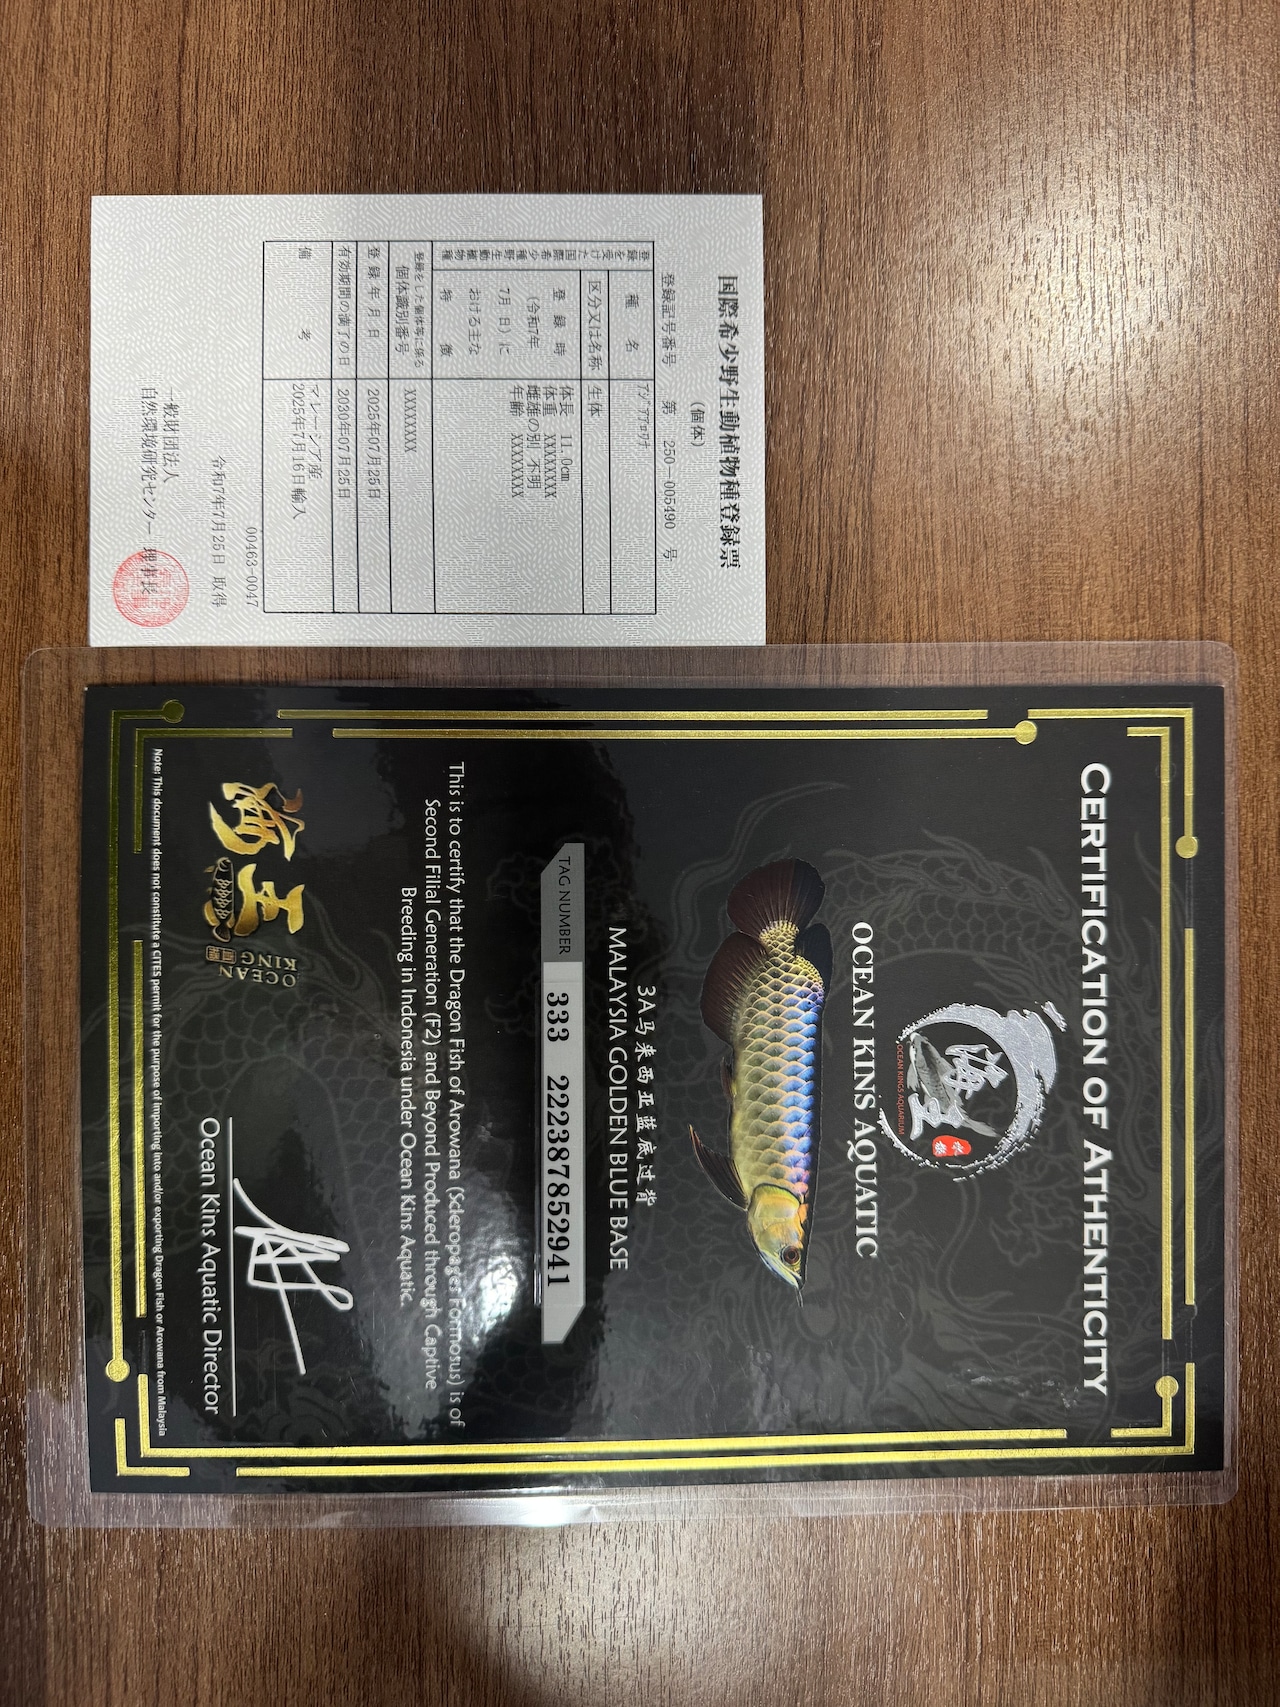 国際希少野生動植物種登録票
(個体)
登録記号番号 第 250-005490 号
登録を受けた国際希少種野生動植物種
種名 アジアアロワナ
区分又は名称 生体
登録時
(令和7年
7月 日)に
おける主な
特徴
体長 11.0cm
体重 XXXXXXXX
雌雄の別 不明
年齢 XXXXXXXX
登録をした個体等に係る
個体識別番号 XXXXXXXX
登録年月日 2025年07月25日
有効期間の満了の日 2030年07月25日
備考
マレーシア産
2025年7月16日輸入
00463-0047
令和7年7月25日 取得
一般財団法人
自然環境研究センター 理事長
CERTIFICATION OF ATHENTICITY
海王
OCEAN KINGS AQUARIUM
OCEAN KINS AQUATIC
3A马来西亚蓝底过背
MALAYSIA GOLDEN BLUE BASE
TAG NUMBER 333 222387852941
This is to certify that the Dragon Fish of Arowana (Scleropages Formosus) is of
Second Filial Generation (F2) and Beyond Produced through Captive
Breeding in Indonesia under Ocean Kins Aquatic.
海王
OCEAN
KING
Ocean Kins Aquatic Director
Note: This document does not constitute a CITES permit for the purpose of importing into and/or exporting Dragon Fish or Arowana from Malaysia